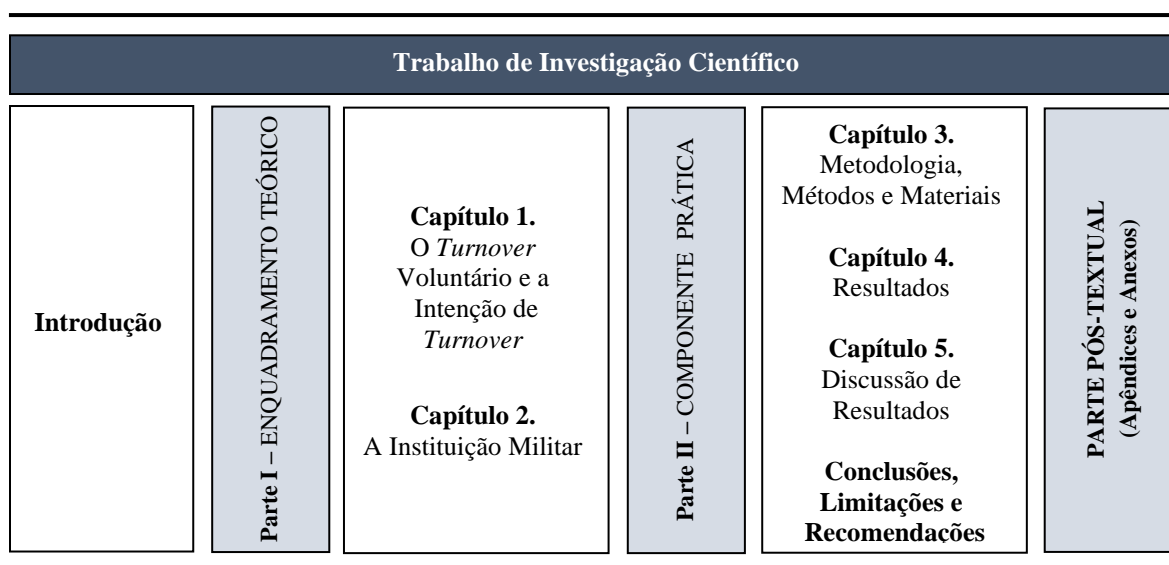 Trabalho de Investigação Científico
Introdução
Parte I – ENQUADRAMENTO TEÓRICO
Capítulo 1.
O Turnover
Voluntário e a
Intenção de
Turnover
Capítulo 2.
A Instituição Militar
Parte II – COMPONENTE PRÁTICA
Capítulo 3.
Metodologia,
Métodos e Materiais
Capítulo 4.
Resultados
Capítulo 5.
Discussão de
Resultados
Conclusões,
Limitações e
Recomendações
PARTE PÓS-TEXTUAL
(Apêndices e Anexos)